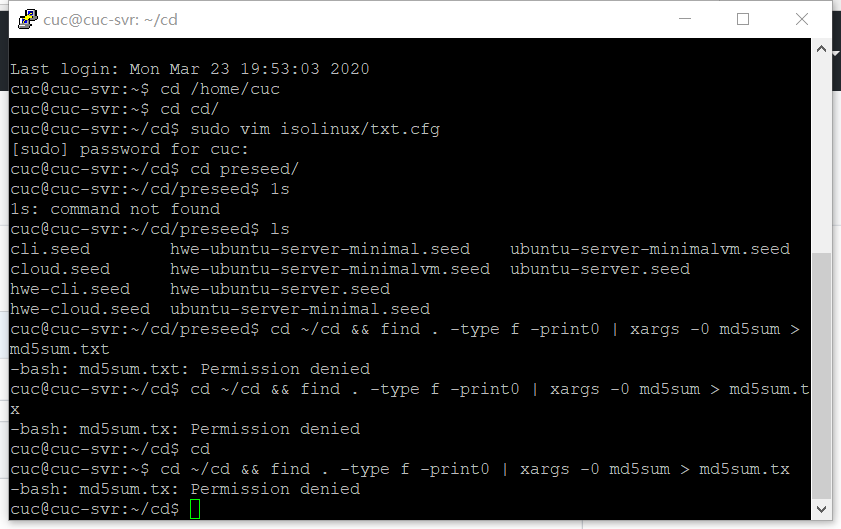 cuc@cuc-svr: ~/cd
Last login: Mon Mar 23 19:53:03 2020
cuc@cuc-svr:~$ cd /home/cuc
cuc@cuc-svr:~$ cd cd/
cuc@cuc-svr:~/cd$ sudo vim isolinux/txt.cfg
[sudo] password for cuc:
cuc@cuc-svr:~/cd$ cd preseed/
cuc@cuc-svr:~/cd/preseed$ 1s
1s: command not found
cuc@cuc-svr:~/cd/preseed$ ls
cli.seed        hwe-ubuntu-server-minimal.seed    ubuntu-server-minimalvm.seed
cloud.seed      hwe-ubuntu-server-minimalvm.seed  ubuntu-server.seed
hwe-cli.seed    hwe-ubuntu-server.seed
hwe-cloud.seed  ubuntu-server-minimal.seed
cuc@cuc-svr:~/cd/preseed$ cd ~/cd && find . -type f -print0 | xargs -0 md5sum >
md5sum.txt
-bash: md5sum.txt: Permission denied
cuc@cuc-svr:~/cd$ cd ~/cd && find . -type f -print0 | xargs -0 md5sum > md5sum.t
x
-bash: md5sum.tx: Permission denied
cuc@cuc-svr:~/cd$ cd
cuc@cuc-svr:~$ cd ~/cd && find . -type f -print0 | xargs -0 md5sum > md5sum.tx
-bash: md5sum.tx: Permission denied
cuc@cuc-svr:~/cd$